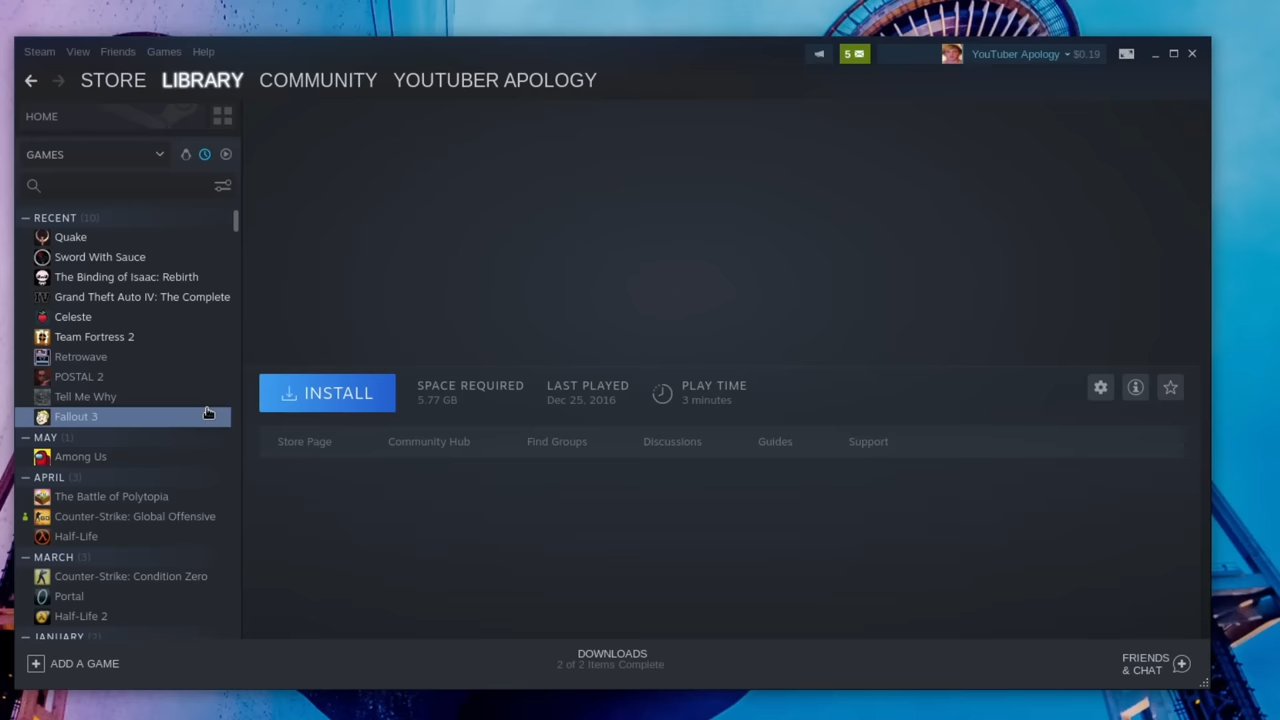 Steam View Friends Games Help
5
YouTuber Apology $0.19
STORE LIBRARY COMMUNITY YOUTUBER APOLOGY
HOME
GAMES
RECENT (10)
Quake
Sword With Sauce
The Binding of Isaac: Rebirth
Grand Theft Auto IV: The Complete
Celeste
Team Fortress 2
Retrowave
POSTAL 2
Tell Me Why
Fallout 3
MAY (1)
Among Us
APRIL (3)
The Battle of Polytopia
Counter-Strike: Global Offensive
Half-Life
MARCH (3)
Counter-Strike: Condition Zero
Portal
Half-Life 2
JANUARY (2)
INSTALL
SPACE REQUIRED
5.77 GB
LAST PLAYED
Dec 25, 2016
PLAY TIME
3 minutes
Store Page Community Hub Find Groups Discussions Guides Support
ADD A GAME
DOWNLOADS
2 of 2 Items Complete
FRIENDS
& CHAT